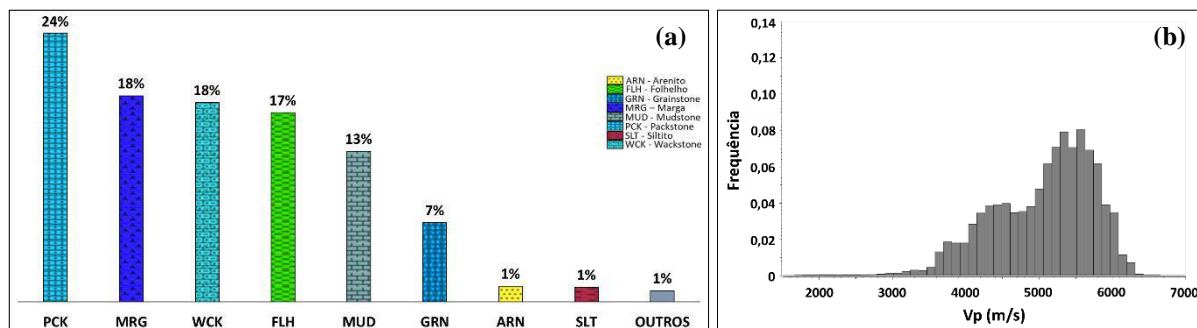 24%
(a)
18%
18%
17%
13%
7%
1%
1%
1%
ARN - Arenito
FLH - Folhelho
GRN - Grainstone
MRG – Marga
MUD - Mudstone
PCK - Packstone
SLT - Siltito
WCK - Wackstone
PCK MRG WCK FLH MUD GRN ARN SLT OUTROS
(b)
Frequência
0,14
0,12
0,10
0,08
0,06
0,04
0,02
0
2000 3000 4000 5000 6000 7000
Vp (m/s)